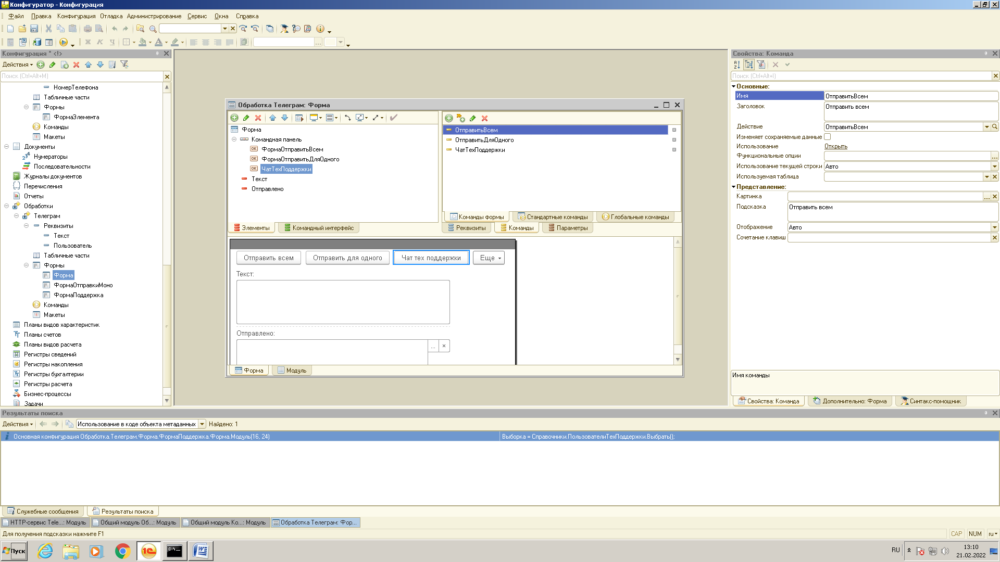 Конфигуратор - Конфигурация
Файл Правка Конфигурация Отладка Администрирование Сервис Окна Справка
Ж К Ч
Конфигурация * <!>
Действия
Поиск (Ctrl+Alt+M)
НомерТелефона
Табличные части
Формы
ФормаЭлемента
Команды
Макеты
Документы
Нумераторы
Последовательности
Журналы документов
Перечисления
Отчеты
Обработки
Телеграм
Реквизиты
Текст
Пользователь
Табличные части
Формы
Форма
ФормаОтправкиМоно
ФормаПоддержка
Команды
Макеты
Планы видов характеристик
Планы счетов
Планы видов расчета
Регистры сведений
Регистры накопления
Регистры бухгалтерии
Регистры расчета
Бизнес-процессы
Задачи
Обработка Телеграм: Форма
Форма
Командная панель
ФормаОтправитьВсем
ФормаОтправитьДляОдного
ЧатТехПоддержки
Текст
Отправлено
Элементы Командный интерфейс
ОтправитьВсем
ОтправитьДляОдного
ЧатТехПоддержки
Команды формы Стандартные команды Глобальные команды
Реквизиты Команды Параметры
Отправить всем Отправить для одного Чат тех поддержки Еще
Текст:
Отправлено:
Форма Модуль
Свойства: Команда
Поиск (Ctrl+Alt+I)
Основные:
Имя ОтправитьВсем
Заголовок Отправить всем
Действие ОтправитьВсем
Изменяет сохраняемые данные
Использование Открыть
Функциональные опции
Использование текущей строки Авто
Используемая таблица
Представление:
Картинка
Подсказка Отправить всем
Отображение Авто
Сочетание клавиш
Имя команды
Свойства: Команда Дополнительно: Форма Синтакс-помощник
Результаты поиска
Действия Использование в коде объекта метаданных Найдено: 1
Основная конфигурация Обработка.Телеграм.Форма.ФормаПоддержка.Форма.Модуль(16, 24) Выборка = Справочники.ПользователиТехПоддержки.Выбрать();
Служебные сообщения Результаты поиска
HTTP-сервис Tele...: Модуль Общий модуль Об...: Модуль Общий модуль Ко...: Модуль Обработка Телеграм: Фор...
Для получения подсказки нажмите F1 CAP NUM ru
Пуск RU 13:10
21.02.2022